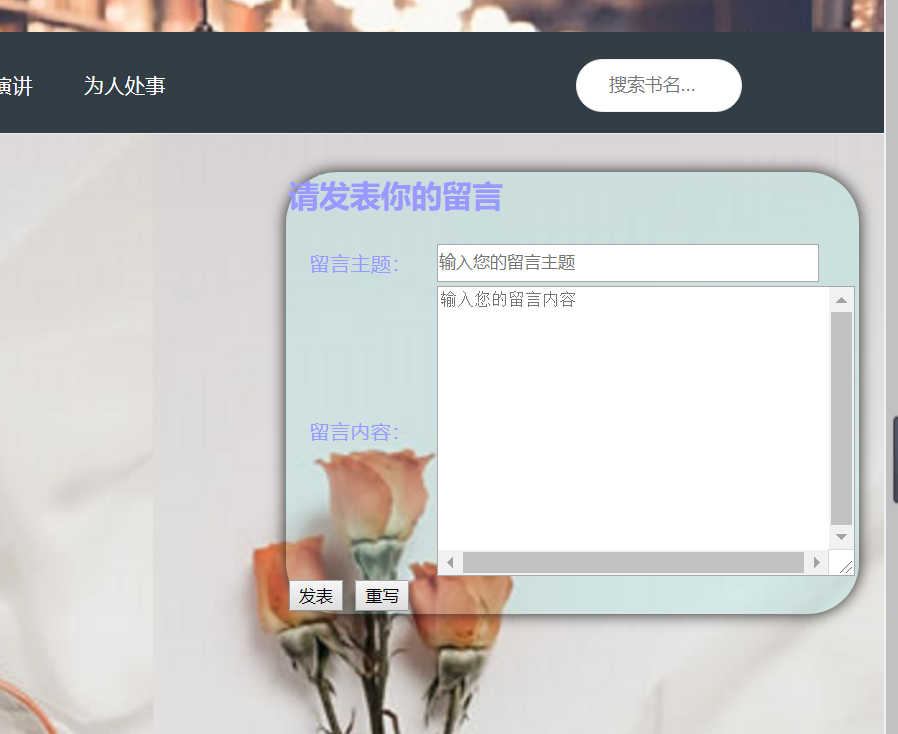 演讲 为人处事 搜索书名...
请发表你的留言
留言主题： 输入您的留言主题
输入您的留言内容
留言内容：
发表 重写